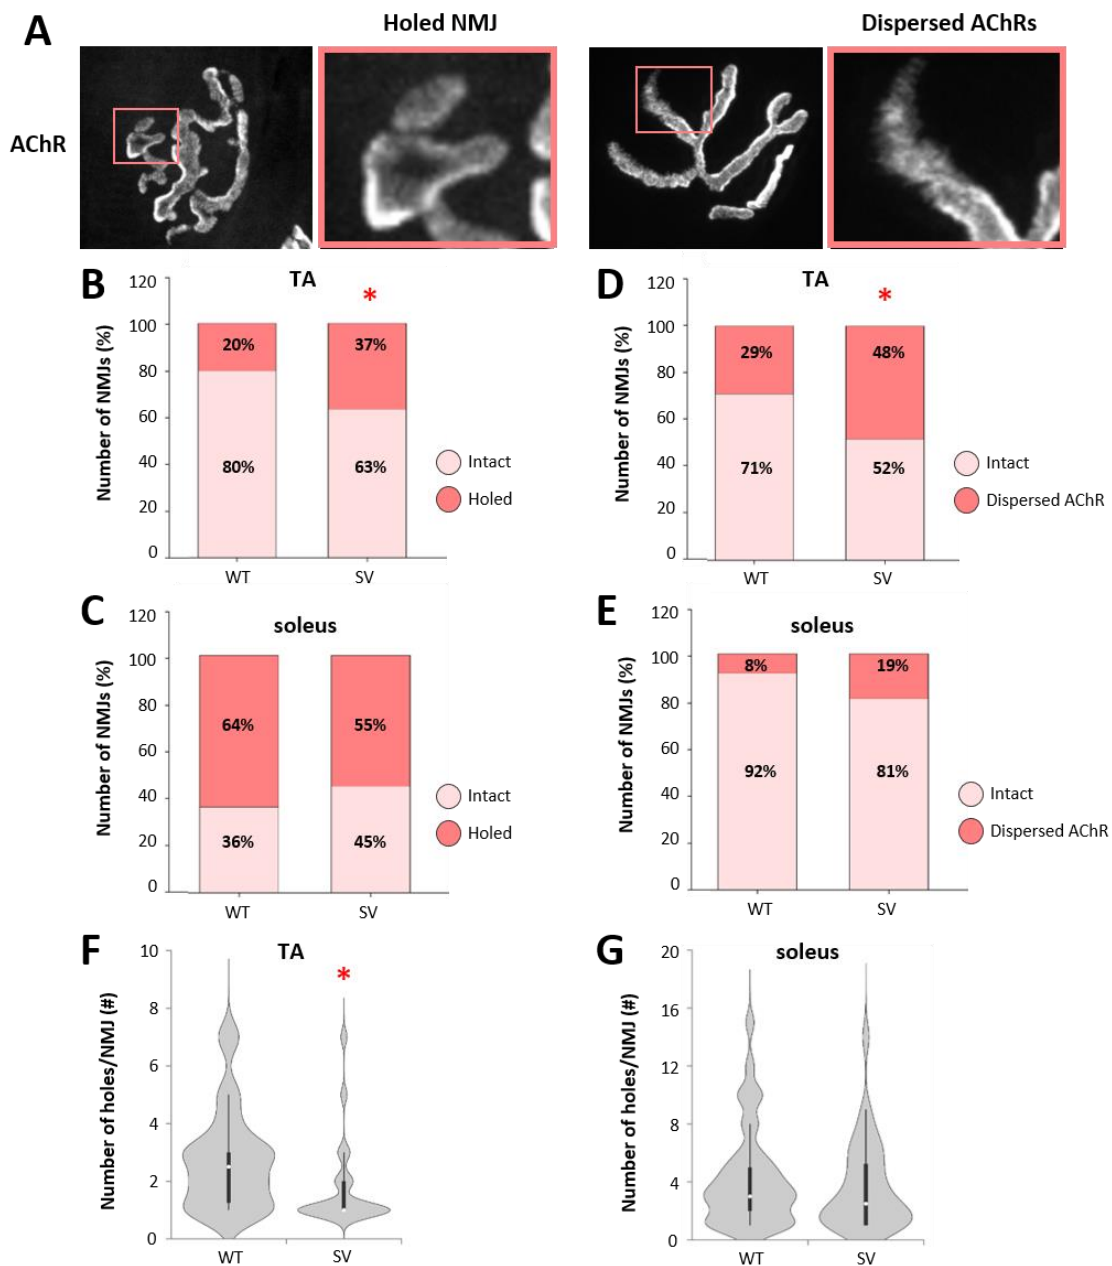 A
Holed NMJ
Dispersed AChRs
AChR
B
TA
*
Number of NMJs (%)
120
100
80
60
40
20
0
20%
37%
80%
63%
Intact
Holed
WT
SV
D
TA
*
Number of NMJs (%)
120
100
80
60
40
20
0
29%
48%
71%
52%
Intact
Dispersed AChR
WT
SV
C
soleus
Number of NMJs (%)
120
100
80
60
40
20
0
64%
55%
36%
45%
Intact
Holed
WT
SV
E
soleus
Number of NMJs (%)
120
100
80
60
40
20
0
8%
19%
92%
81%
Intact
Dispersed AChR
WT
SV
F
TA
*
Number of holes/NMJ (#)
10
8
6
4
2
0
WT
SV
G
soleus
Number of holes/NMJ (#)
20
16
12
8
4
0
WT
SV